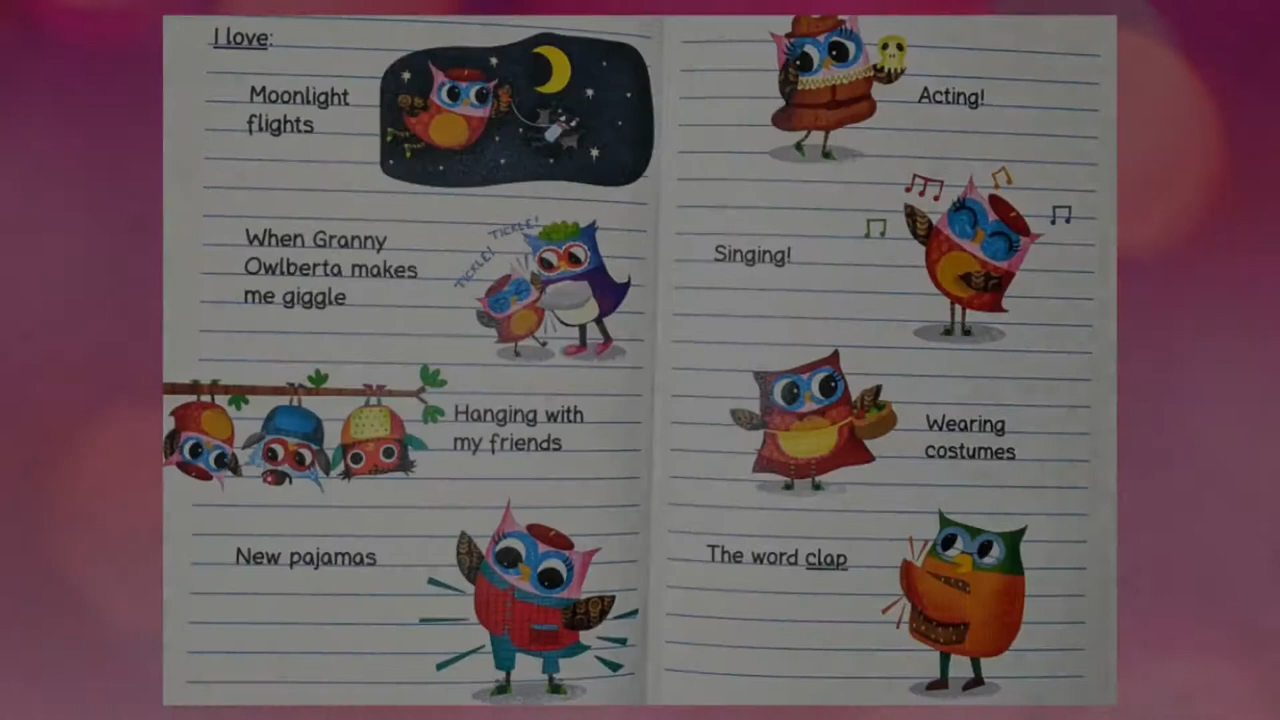 I love:
Moonlight
flights
When Granny
Owlberta makes
me giggle
TICKLE!
TICKLE!
Hanging with
my friends
New pajamas
Acting!
Singing!
Wearing
costumes
The word clap